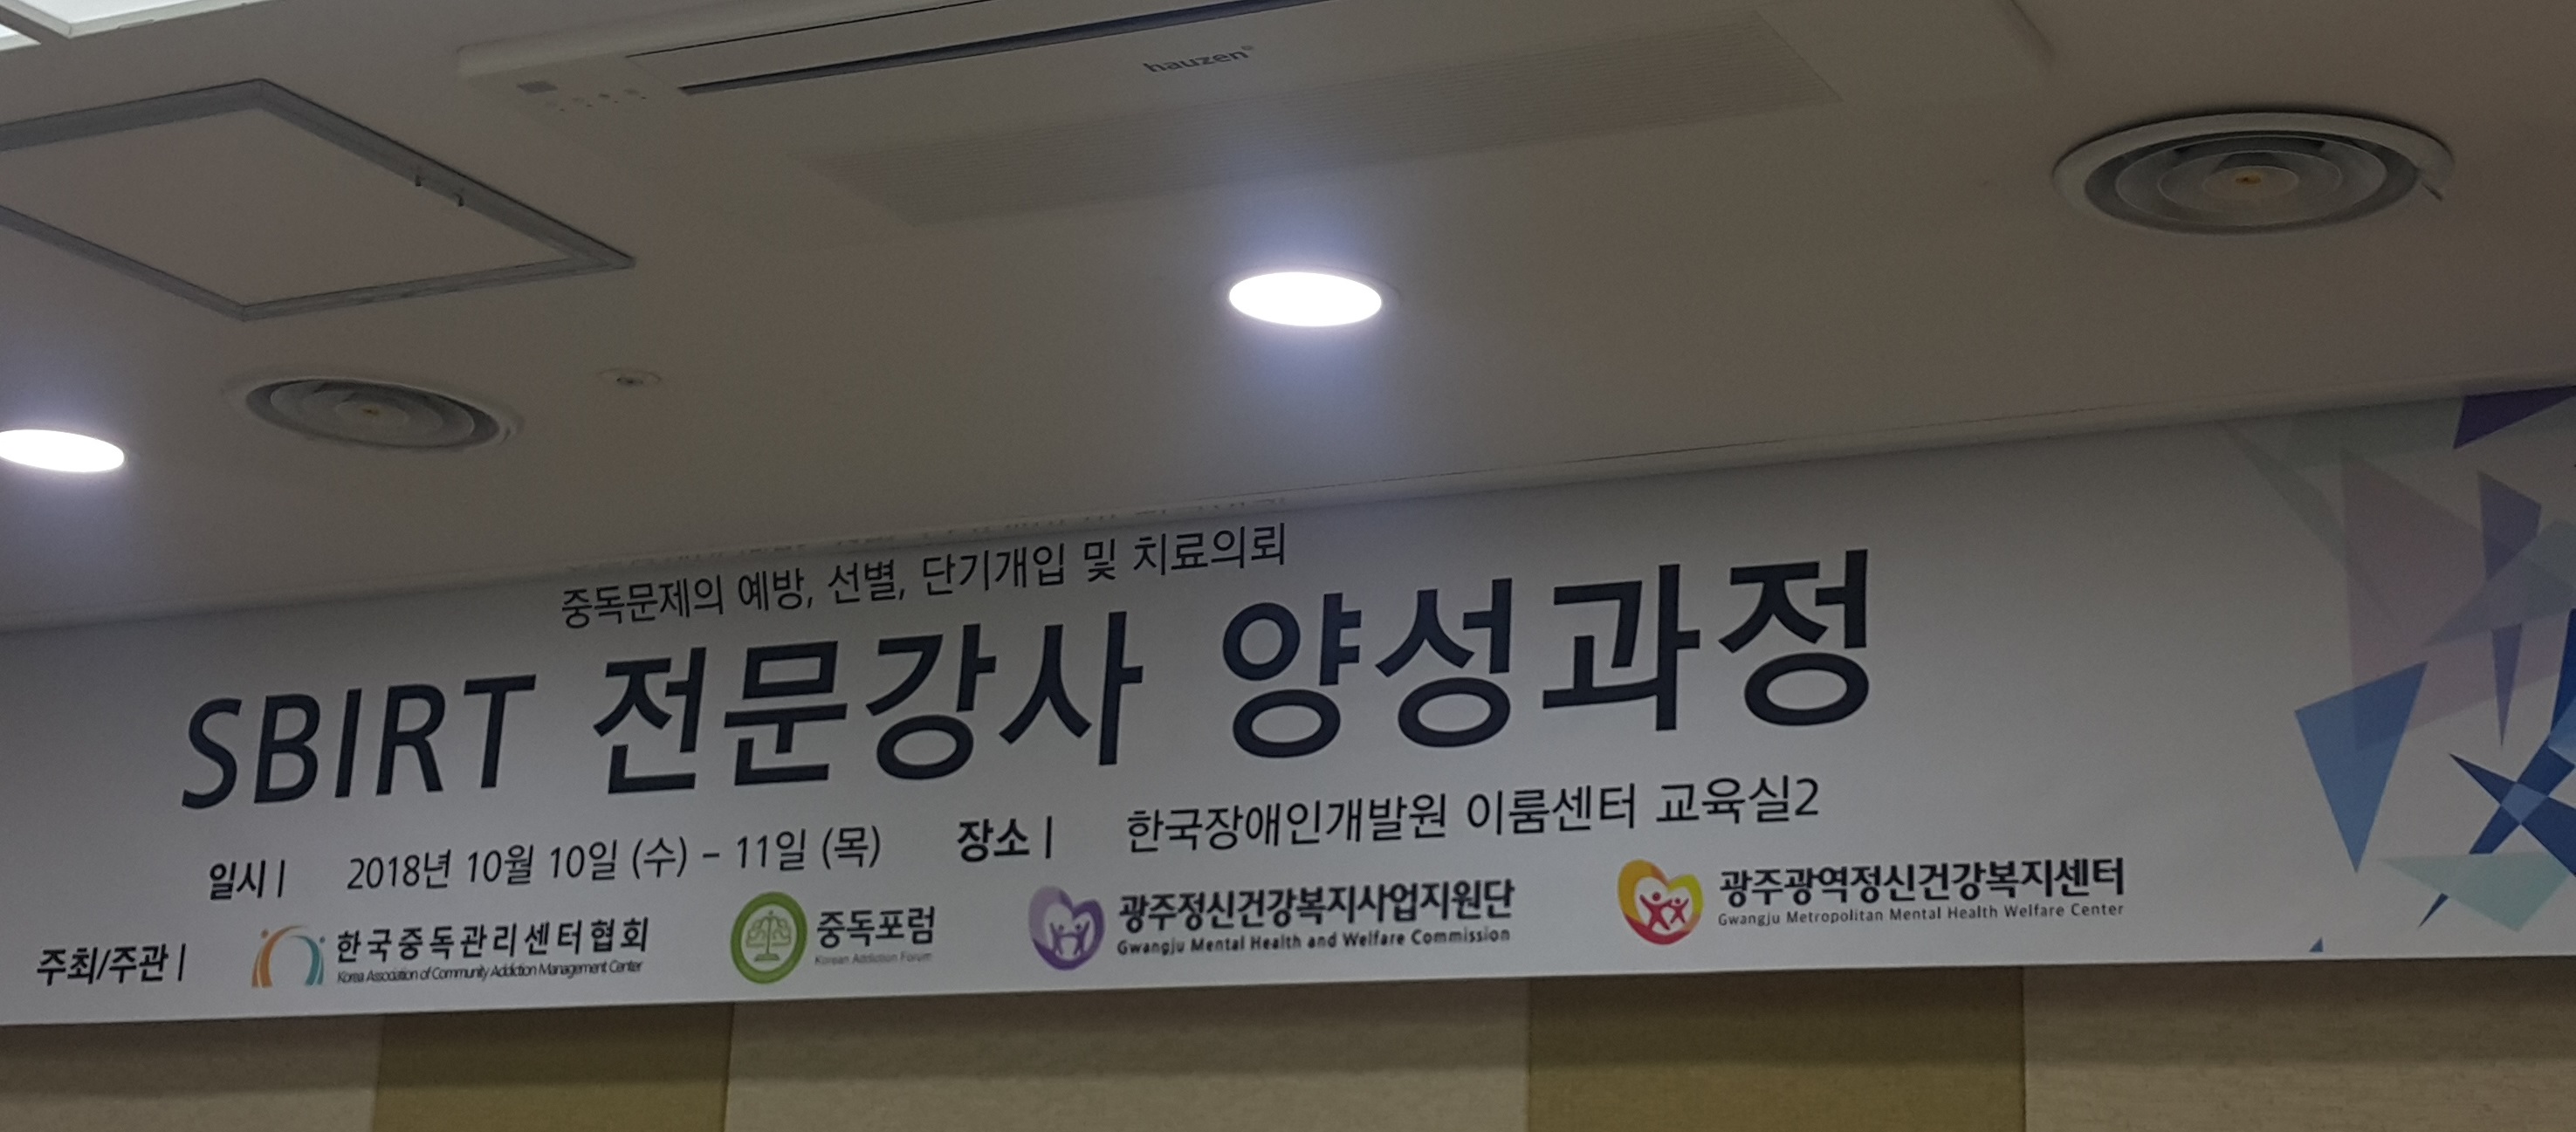 hauzen
중독문제의 예방, 선별, 단기개입 및 치료의뢰
SBIRT 전문강사 양성과정
일시 | 2018년 10월 10일 (수) – 11일 (목) 장소 | 한국장애인개발원 이룸센터 교육실2
주최/주관 | 한국중독관리센터협회 중독포럼 광주정신건강복지사업지원단 광주광역정신건강복지센터
Korea Association of Community Addiction Management Center Korean Addiction Forum Gwangju Mental Health and Welfare Commission Gwangju Metropolitan Mental Health Welfare Center